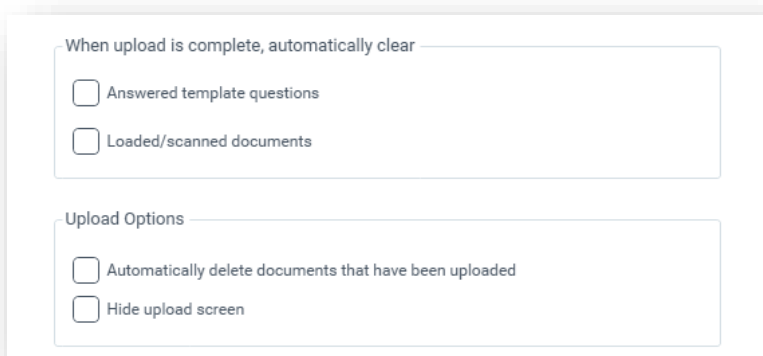 When upload is complete, automatically clear
Answered template questions
Loaded/scanned documents
Upload Options
Automatically delete documents that have been uploaded
Hide upload screen